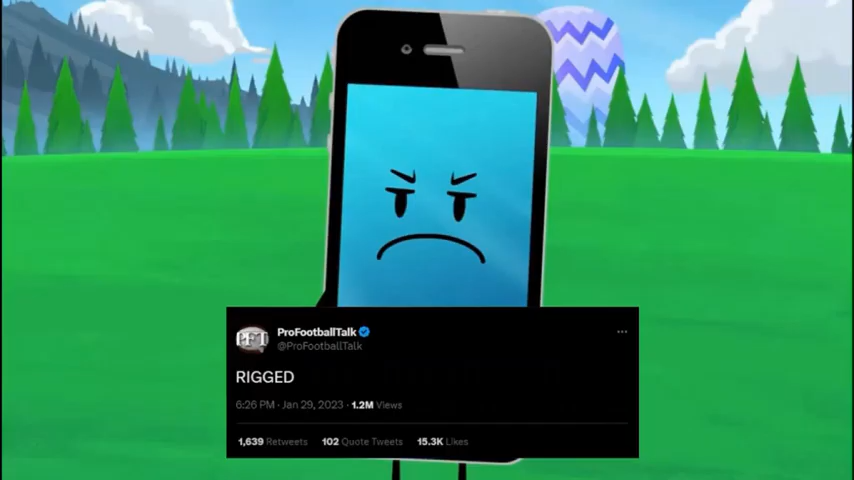 PFT
ProFootballTalk
@ProFootballTalk
RIGGED
6:26 PM · Jan 29, 2023 · 1.2M Views
1,639 Retweets 102 Quote Tweets 15.3K Likes